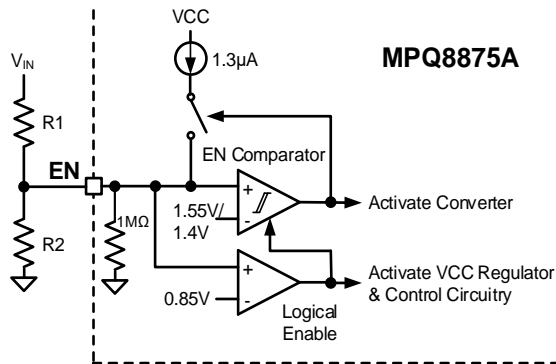 VCC
1.3µA
MPQ8875A
VIN
R1
EN Comparator
EN
+
1.55V/
1.4V
-
Activate Converter
1MΩ
R2
+
0.85V
-
Logical
Enable
Activate VCC Regulator
& Control Circuitry